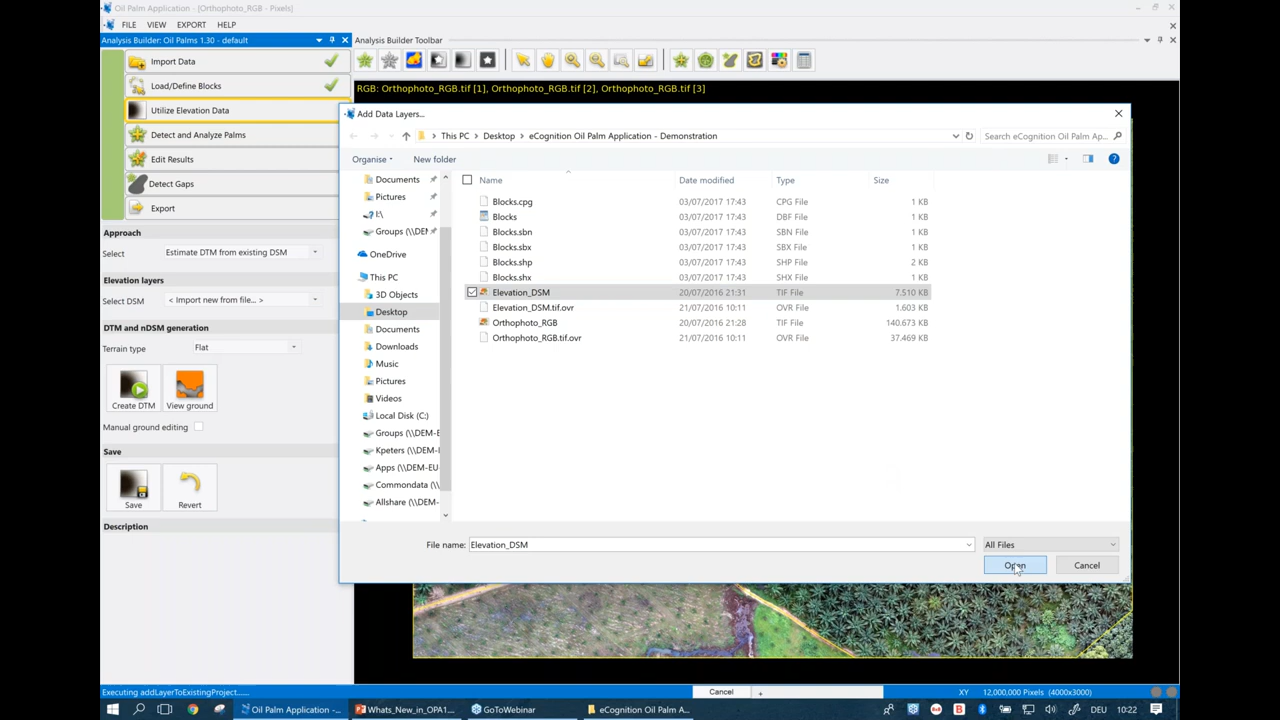 Oil Palm Application - [Orthophoto_RGB - Pixels]
FILE VIEW EXPORT HELP
Analysis Builder: Oil Palms 1.30 - default
Analysis Builder Toolbar
Import Data
Load/Define Blocks
Utilize Elevation Data
Detect and Analyze Palms
Edit Results
Detect Gaps
Export
Approach
Select Estimate DTM from existing DSM
Elevation layers
Select DSM < Import new from file... >
DTM and nDSM generation
Terrain type Flat
Create DTM View ground
Manual ground editing
Save
Save Revert
Description
RGB: Orthophoto_RGB.tif [1], Orthophoto_RGB.tif [2], Orthophoto_RGB.tif [3]
Add Data Layers...
This PC > Desktop > eCognition Oil Palm Application - Demonstration
Search eCognition Oil Palm Ap...
Organise New folder
Documents
Pictures
I:\
Groups (\\DEM
OneDrive
This PC
3D Objects
Desktop
Documents
Downloads
Music
Pictures
Videos
Local Disk (C:)
Groups (\\DEM-E
Kpeters (\\DEM-
Apps (\\DEM-EU
Commondata (\\
Allshare (\\DEM-
Name Date modified Type Size
Blocks.cpg 03/07/2017 17:43 CPG File 1 KB
Blocks 03/07/2017 17:43 DBF File 1 KB
Blocks.sbn 03/07/2017 17:43 SBN File 1 KB
Blocks.sbx 03/07/2017 17:43 SBX File 1 KB
Blocks.shp 03/07/2017 17:43 SHP File 2 KB
Blocks.shx 03/07/2017 17:43 SHX File 1 KB
Elevation_DSM 20/07/2016 21:31 TIF File 7.510 KB
Elevation_DSM.tif.ovr 21/07/2016 10:11 OVR File 1.603 KB
Orthophoto_RGB 20/07/2016 21:28 TIF File 140.673 KB
Orthophoto_RGB.tif.ovr 21/07/2016 10:11 OVR File 37.469 KB
File name: Elevation_DSM All Files
Open Cancel
Executing addLayerToExistingProject...... Cancel XY 12,000,000 Pixels (4000x3000)
Oil Palm Application -... Whats_New_in_OPA1... GoToWebinar eCognition Oil Palm A... DEU 10:22